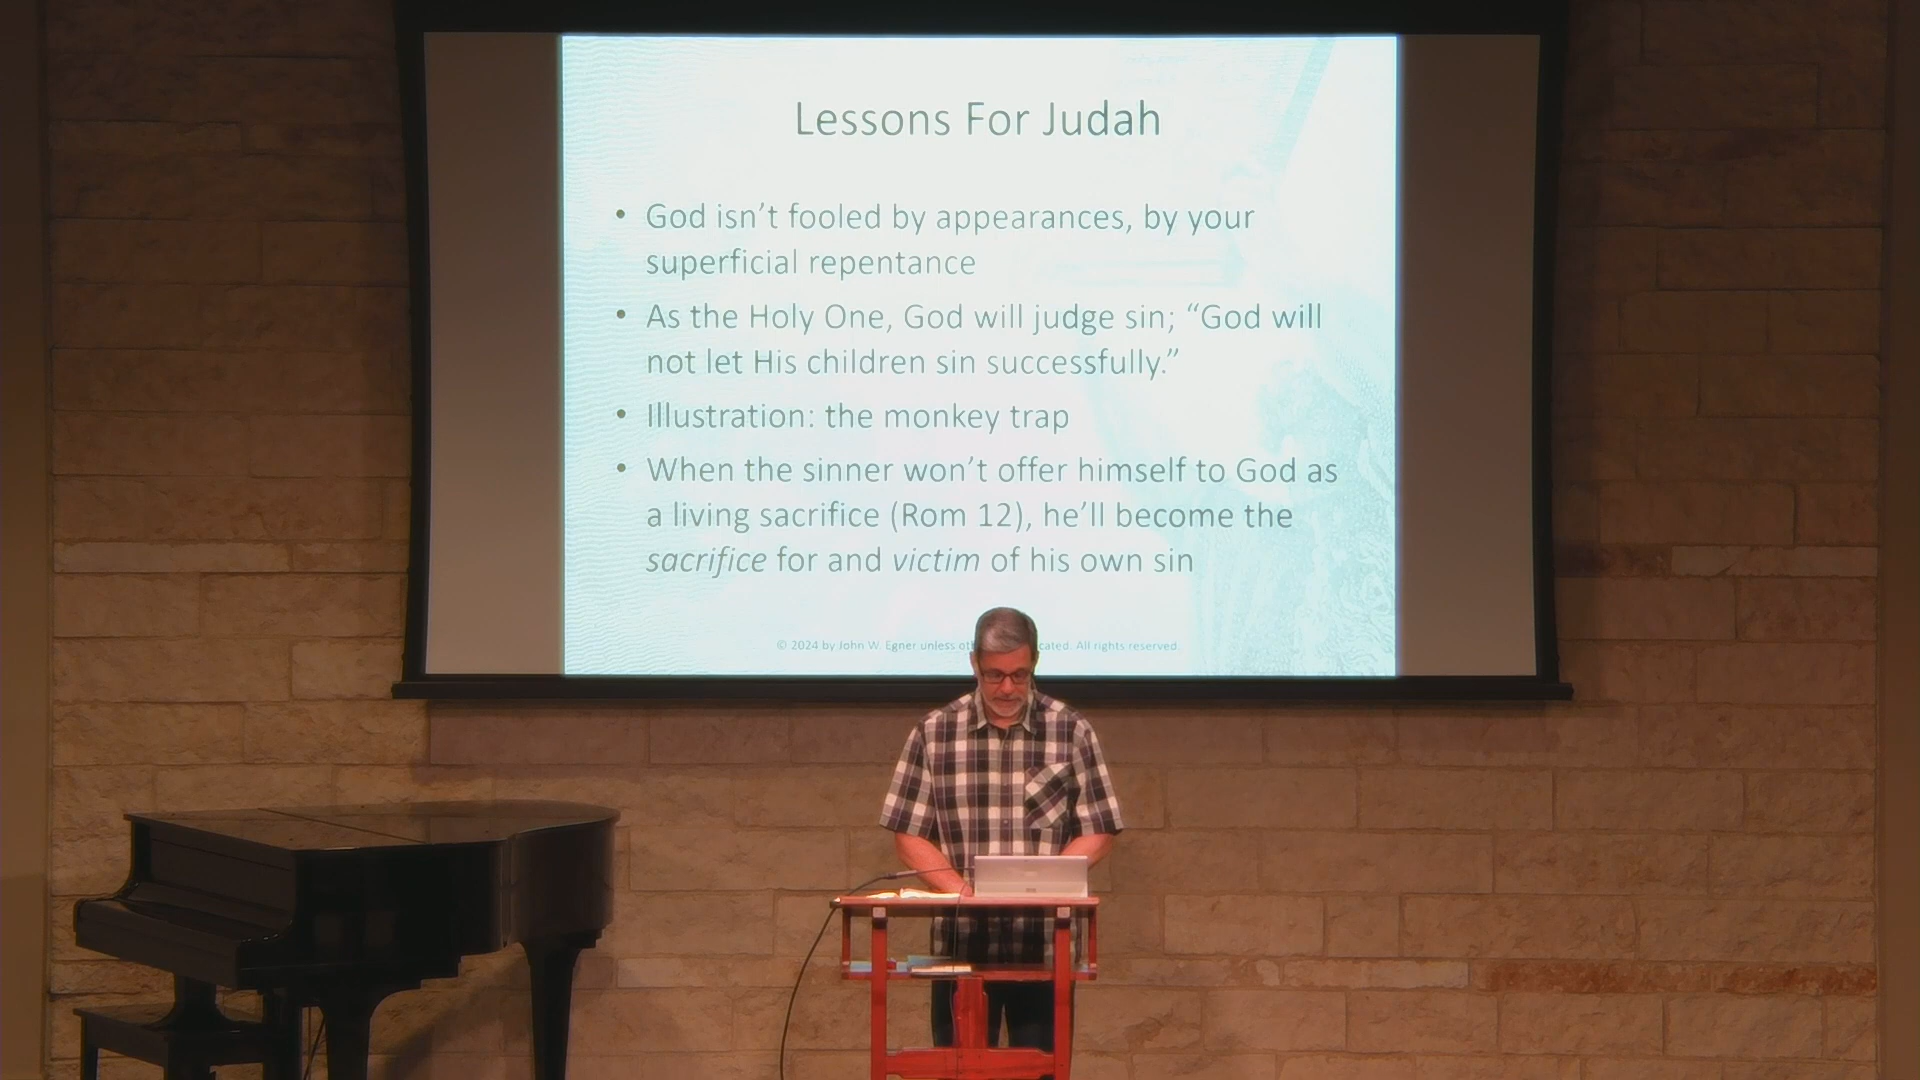 Lessons For Judah
• God isn’t fooled by appearances, by your
superficial repentance
• As the Holy One, God will judge sin; “God will
not let His children sin successfully.”
• Illustration: the monkey trap
• When the sinner won’t offer himself to God as
a living sacrifice (Rom 12), he’ll become the
sacrifice for and victim of his own sin
© 2024 by John W. Egner unless All rights reserved.